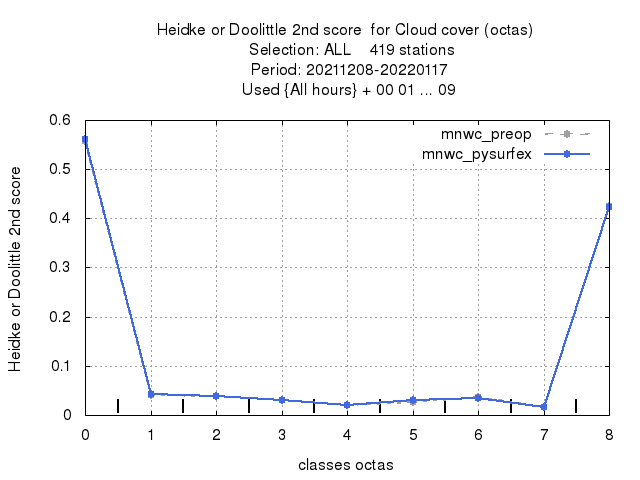 Heidke or Doolittle 2nd score for Cloud cover (octas)
Selection: ALL 419 stations
Period: 20211208-20220117
Used {All hours} + 00 01 ... 09
mnwc_preop
mnwc_pysurfex
Heidke or Doolittle 2nd score
0.6
0.5
0.4
0.3
0.2
0.1
0
0 1 2 3 4 5 6 7 8
classes octas